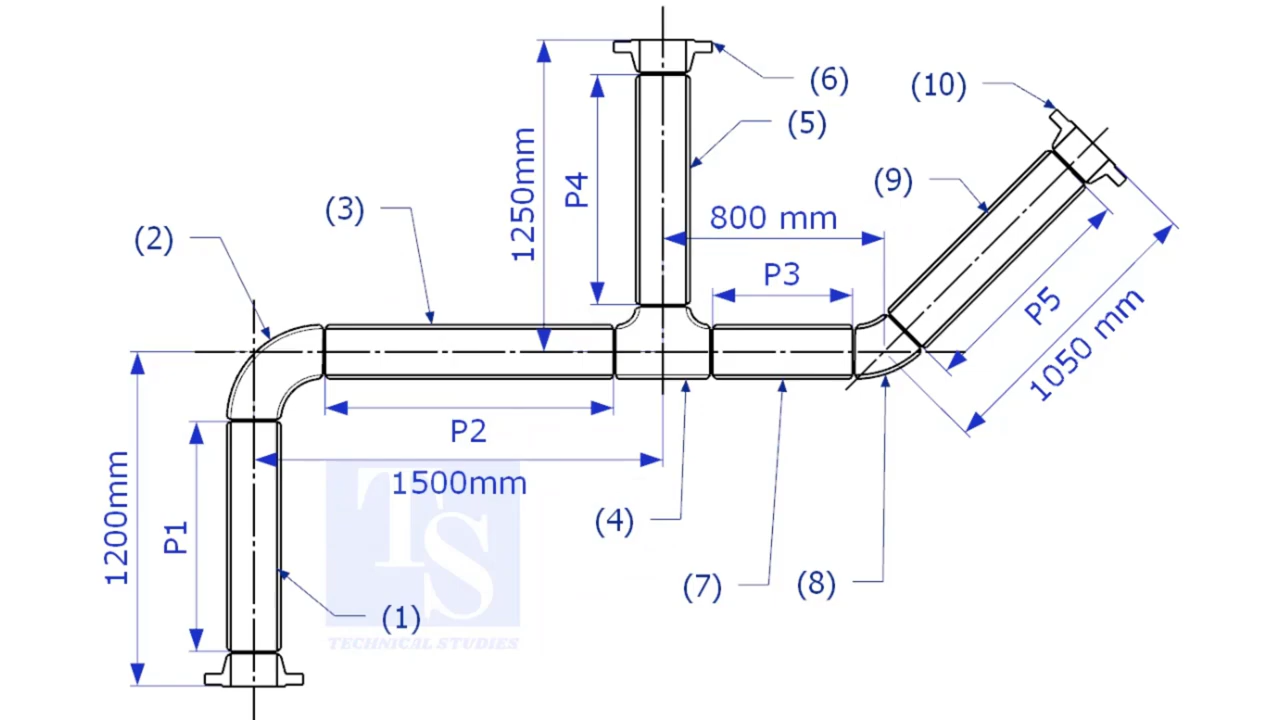 (6)
(10)
(5)
1250mm
P4
(9)
(3)
800 mm
(2)
P3
P5
1050 mm
P2
1500mm
1200mm
P1
(4)
(7)
(8)
(1)
TS
TECHNICAL STUDIES